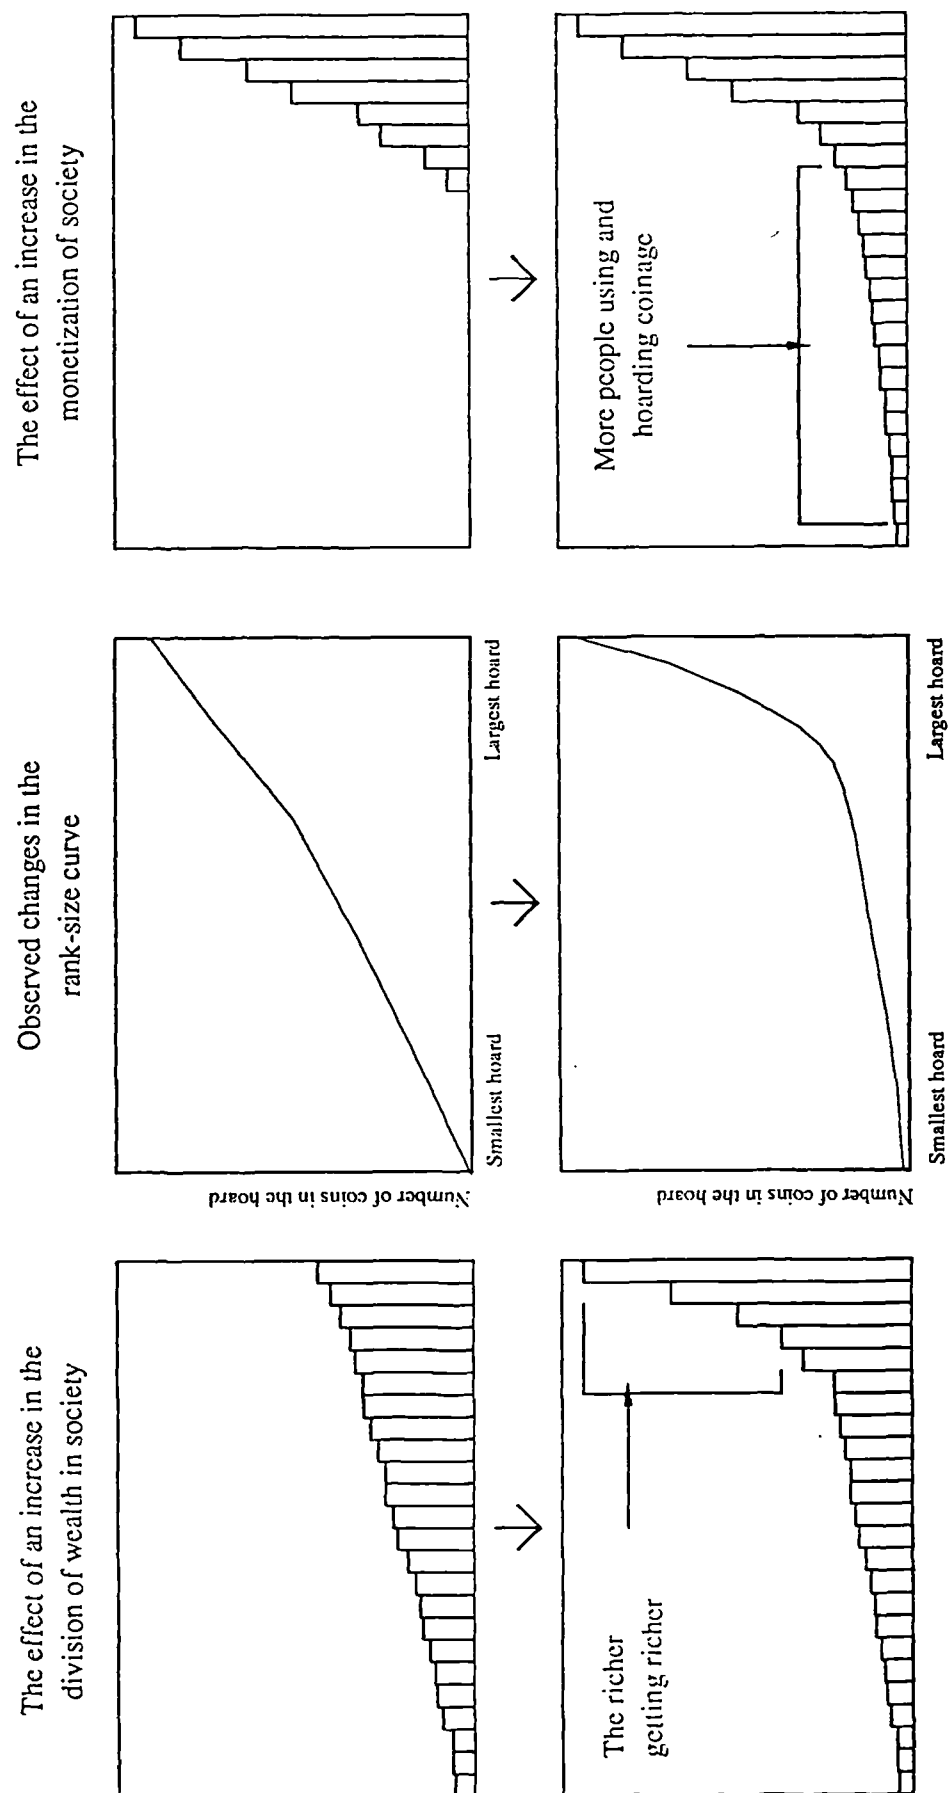 The effect of an increase in the
division of wealth in society
The richer
getting richer
Observed changes in the
rank-size curve
Number of coins in the hoard
Smallest hoard
Largest hoard
Number of coins in the hoard
Smallest hoard
Largest hoard
The effect of an increase in the
monetization of society
More people using and
hoarding coinage